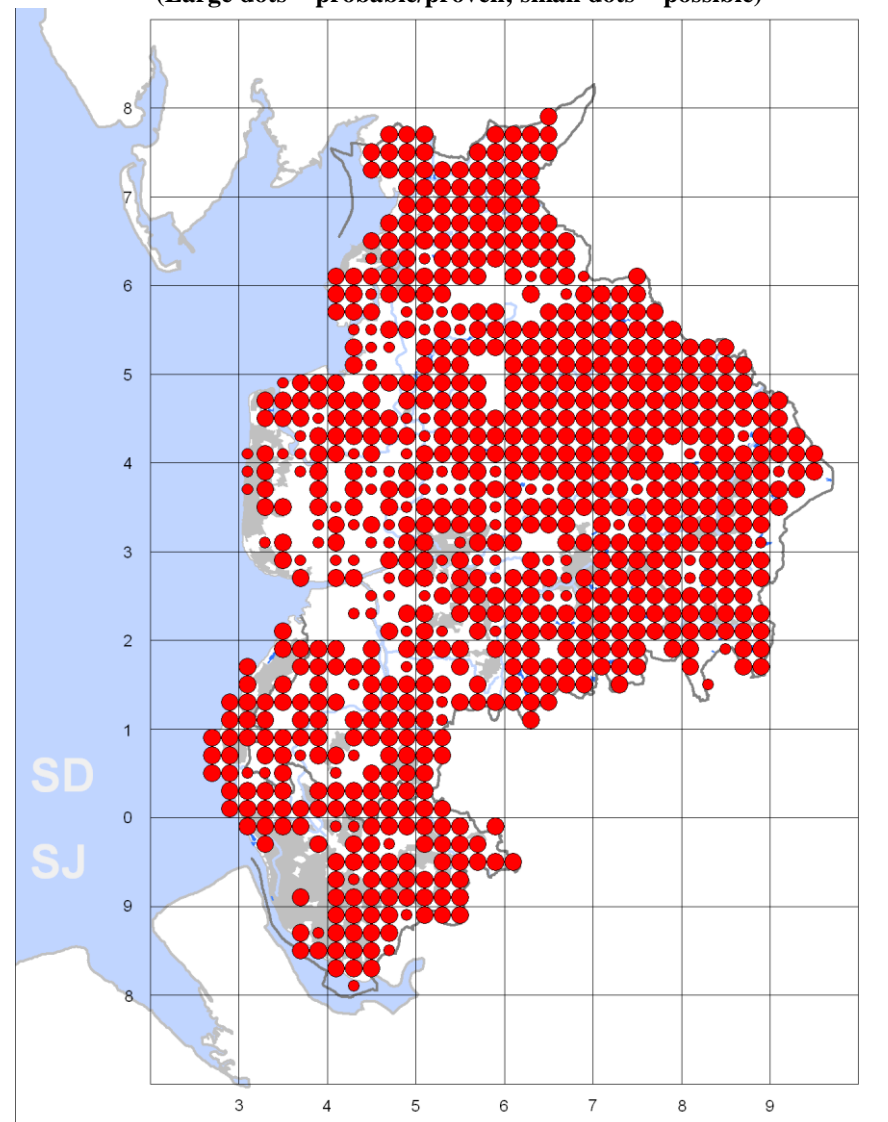 (Large dots – probable/proven; small dots – possible)
8
7
6
5
4
3
2
1
SD
0
SJ
9
8
3 4 5 6 7 8 9